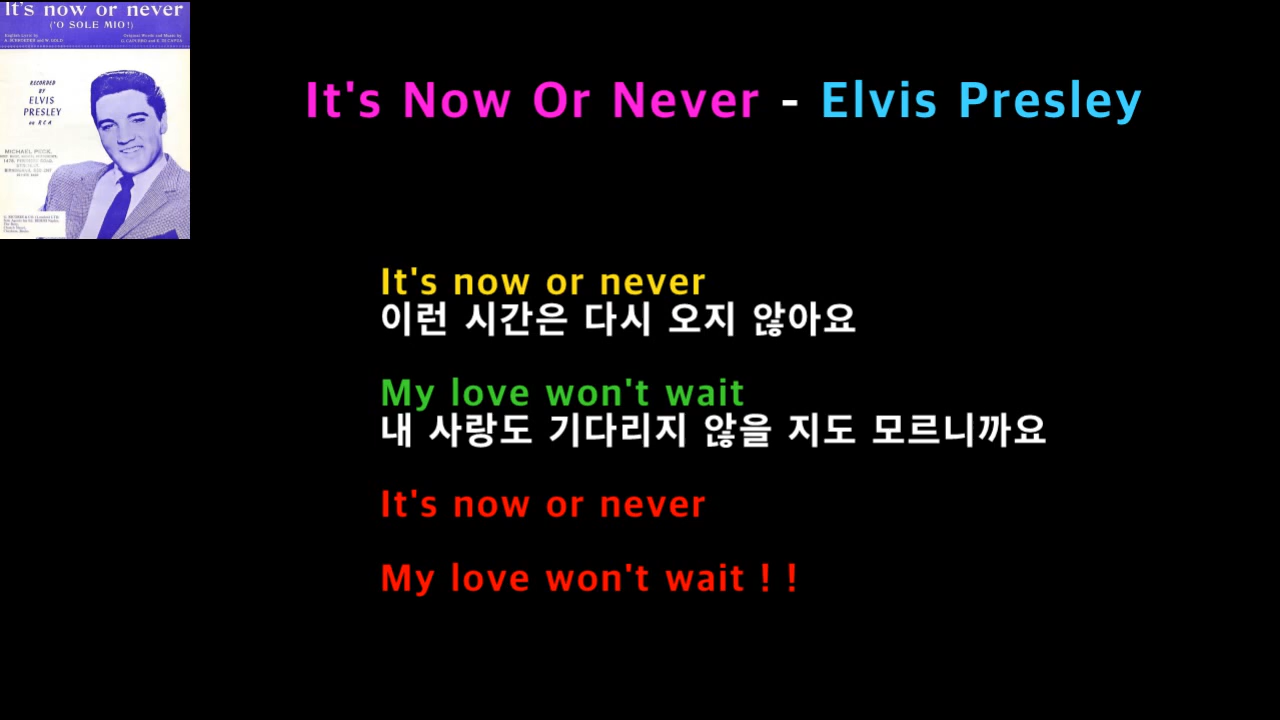 It's now or never
('O SOLE MIO!)
RECORDED
BY
ELVIS
PRESLEY
on RCA
MICHAEL PECK.
It's Now Or Never - Elvis Presley
It's now or never
이런 시간은 다시 오지 않아요
My love won't wait
내 사랑도 기다리지 않을 지도 모르니까요
It's now or never
My love won't wait ! !